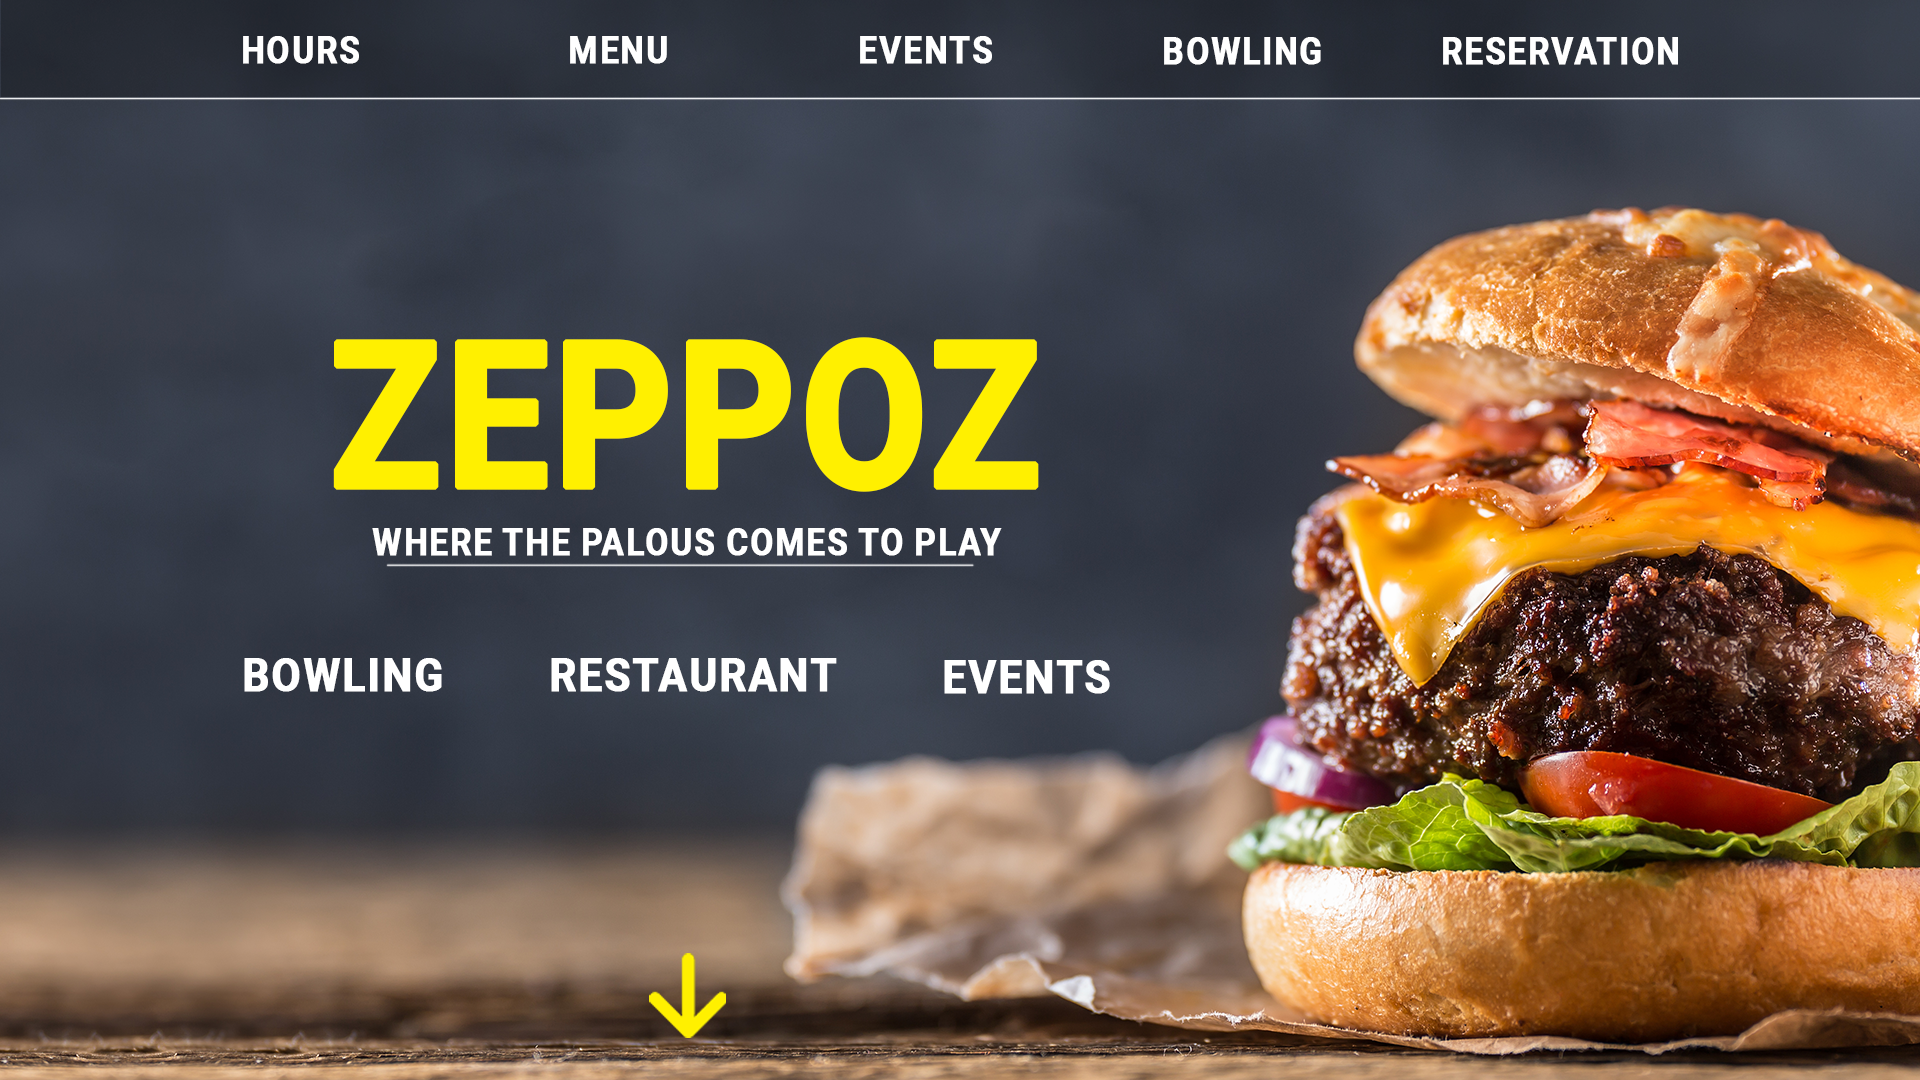 HOURS MENU EVENTS BOWLING RESERVATION
ZEPPOZ
WHERE THE PALOUS COMES TO PLAY
BOWLING RESTAURANT EVENTS